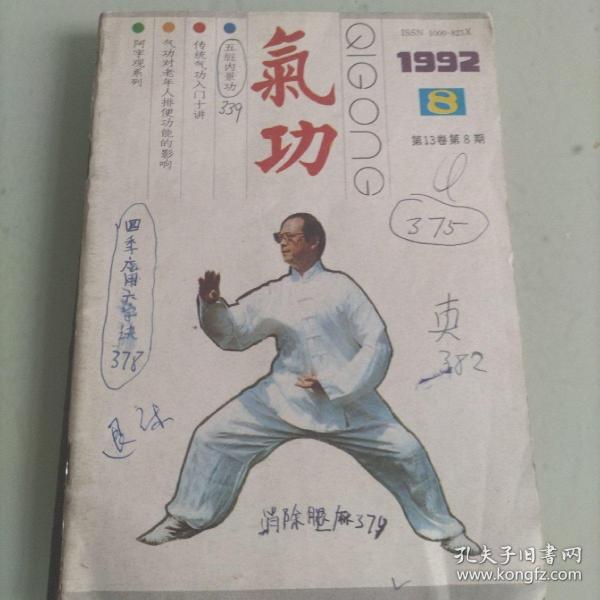 ISSN 1000-825X
1992
8
第13卷第8期
氣功
QIGONG
五脏内景功
339
传统气功入门十讲
气功对老年人排便功能的影响
阿字观系列
4
375
四季应用六字诀
378
382
消除腿麻379
孔夫子旧书网
www.kongfz.com